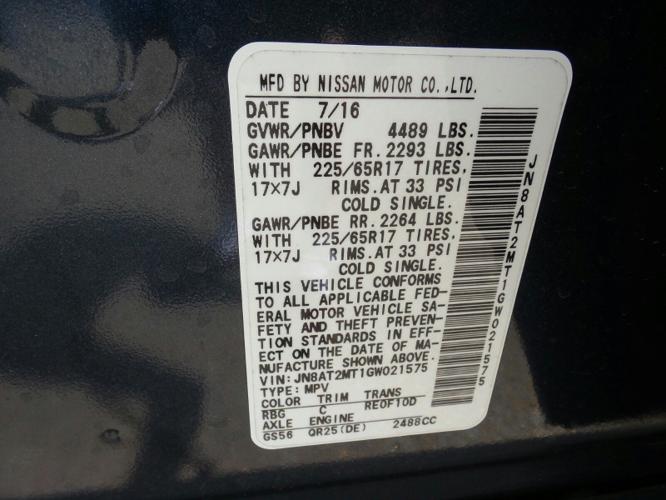 MFD BY NISSAN MOTOR CO.,LTD.
DATE 7/16
GVWR/PNBV 4489 LBS.
GAWR/PNBE FR. 2293 LBS.
WITH 225/65R17 TIRES,
17×7J RIMS. AT 33 PSI
COLD SINGLE.
GAWR/PNBE RR. 2264 LBS.
WITH 225/65R17 TIRES,
17×7J RIMS. AT 33 PSI
COLD SINGLE.
THIS VEHICLE CONFORMS
TO ALL APPLICABLE FED-
ERAL MOTOR VEHICLE SA-
FETY AND THEFT PREVEN-
TION STANDARDS IN EFF-
ECT ON THE DATE OF MA-
NUFACTURE SHOWN ABOVE.
VIN: JN8AT2MT1GW021575
TYPE: MPV
COLOR TRIM TRANS
RBG C RE0F10D
AXLE ENGINE
GS56 QR25(DE) 2488CC
JN8AT2MT1GW021575